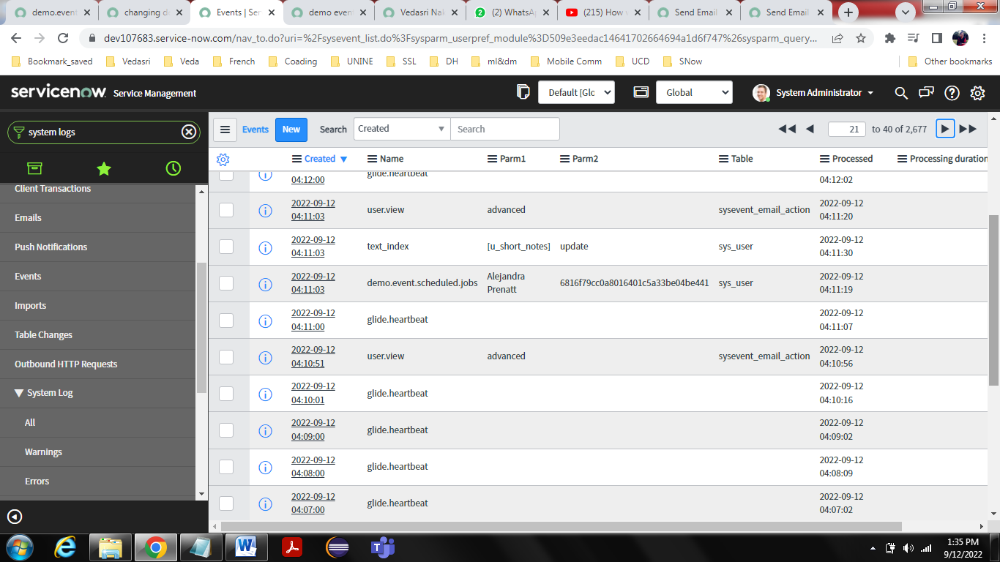 demo.event
changing d
Events | Ser
demo even
Vedasri Nak
2
(2) WhatsA
(215) How
Send Email
Send Email
dev107683.service-now.com/nav_to.do?uri=%2Fsysevent_list.do%3Fsysparm_userpref_module%3D509e3eedac14641702664694a1d6f747%26sysparm_query...
Bookmark_saved
Vedasri
Veda
French
Coading
UNINE
SSL
DH
ml&dm
Mobile Comm
UCD
SNow
Other bookmarks
servicenow Service Management
Default [Glc
Global
System Administrator
system logs
Events
New
Search
Created
Search
21 to 40 of 2,677
Created
Name
Parm1
Parm2
Table
Processed
Processing duration
Client Transactions
Emails
Push Notifications
Events
Imports
Table Changes
Outbound HTTP Requests
System Log
All
Warnings
Errors
04:12:00 glide.heartbeat 04:12:02
2022-09-12 2022-09-12
user.view advanced sysevent_email_action
04:11:03 04:11:20
2022-09-12 2022-09-12
text_index [u_short_notes] update sys_user
04:11:03 04:11:30
2022-09-12 Alejandra 2022-09-12
demo.event.scheduled.jobs 6816f79cc0a8016401c5a33be04be441 sys_user
04:11:03 Prenatt 04:11:19
2022-09-12 2022-09-12
glide.heartbeat
04:11:00 04:11:07
2022-09-12 2022-09-12
user.view advanced sysevent_email_action
04:10:51 04:10:56
2022-09-12 2022-09-12
glide.heartbeat
04:10:01 04:10:16
2022-09-12 2022-09-12
glide.heartbeat
04:09:00 04:09:02
2022-09-12 2022-09-12
glide.heartbeat
04:08:00 04:08:09
2022-09-12 2022-09-12
glide.heartbeat
04:07:00 04:07:02
1:35 PM
9/12/2022